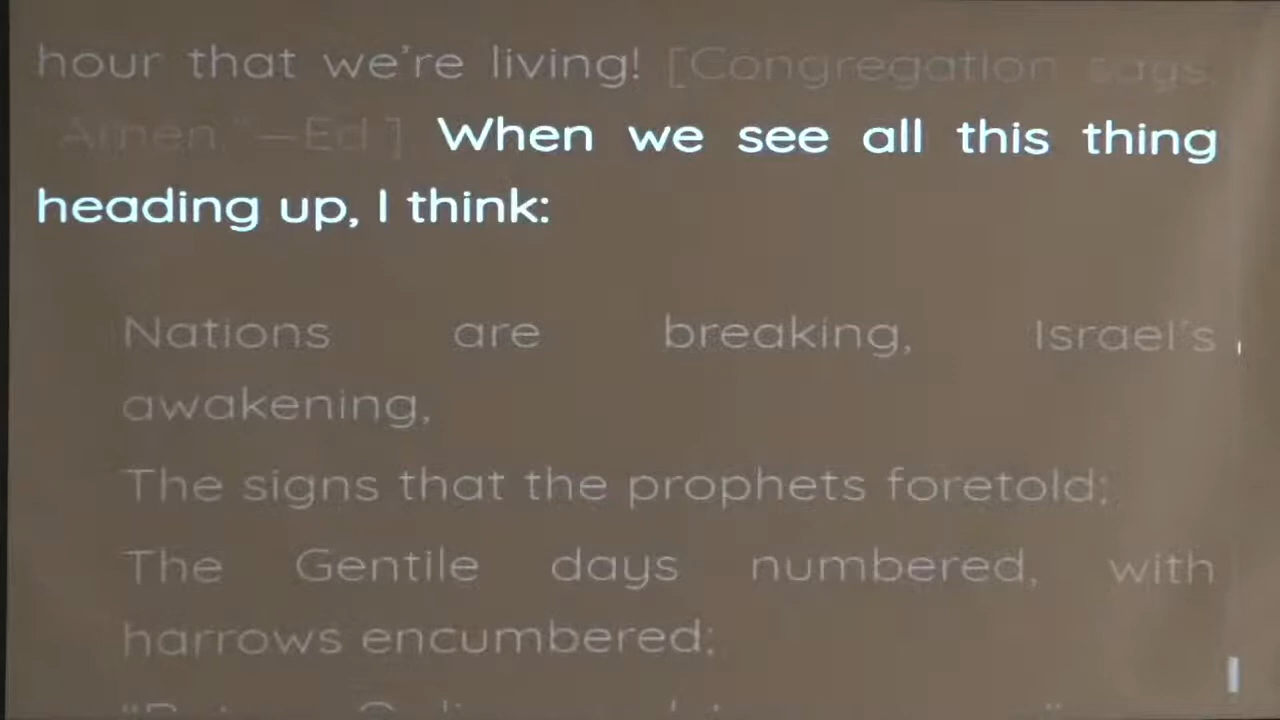 hour that we're living! [Congregation says,
"Amen."—Ed.] When we see all this thing
heading up, I think:
Nations are breaking, Israel's
awakening,
The signs that the prophets foretold;
The Gentile days numbered, with
harrows encumbered;